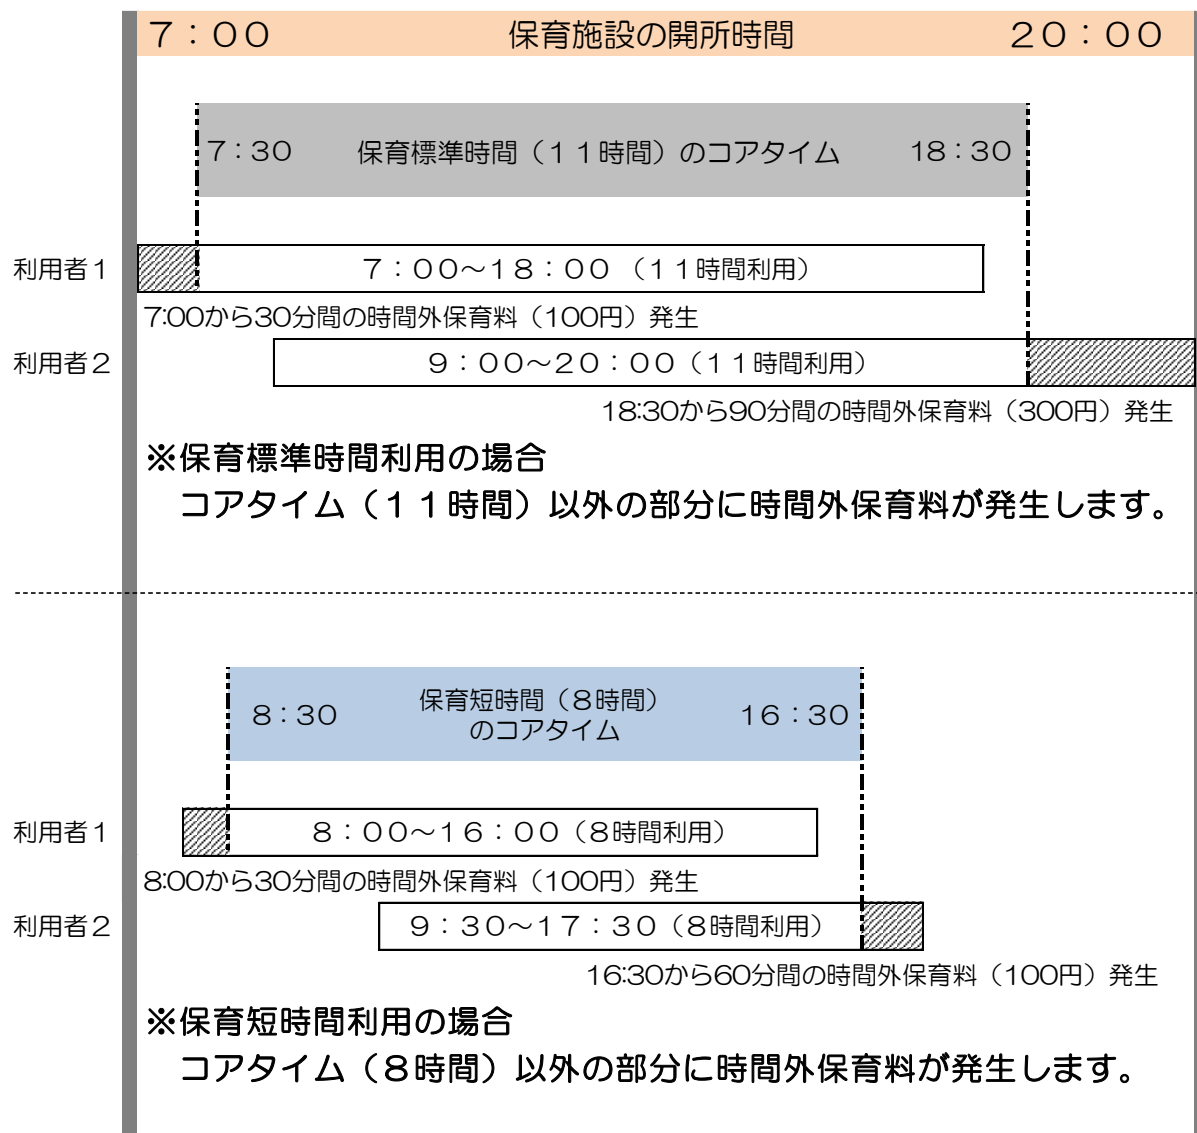 ７：００　保育施設の開所時間　２０：００
７：３０　保育標準時間（１１時間）のコアタイム　１８：３０
利用者１　７：００～１８：００（１１時間利用）
7:00から30分間の時間外保育料（100円）発生
利用者２　９：００～２０：００（１１時間利用）
18:30から90分間の時間外保育料（300円）発生
※保育標準時間利用の場合
コアタイム（１１時間）以外の部分に時間外保育料が発生します。
８：３０　保育短時間（８時間）　１６：３０
のコアタイム
利用者１　８：００～１６：００（８時間利用）
8:00から30分間の時間外保育料（100円）発生
利用者２　９：３０～１７：３０（８時間利用）
16:30から60分間の時間外保育料（100円）発生
※保育短時間利用の場合
コアタイム（８時間）以外の部分に時間外保育料が発生します。